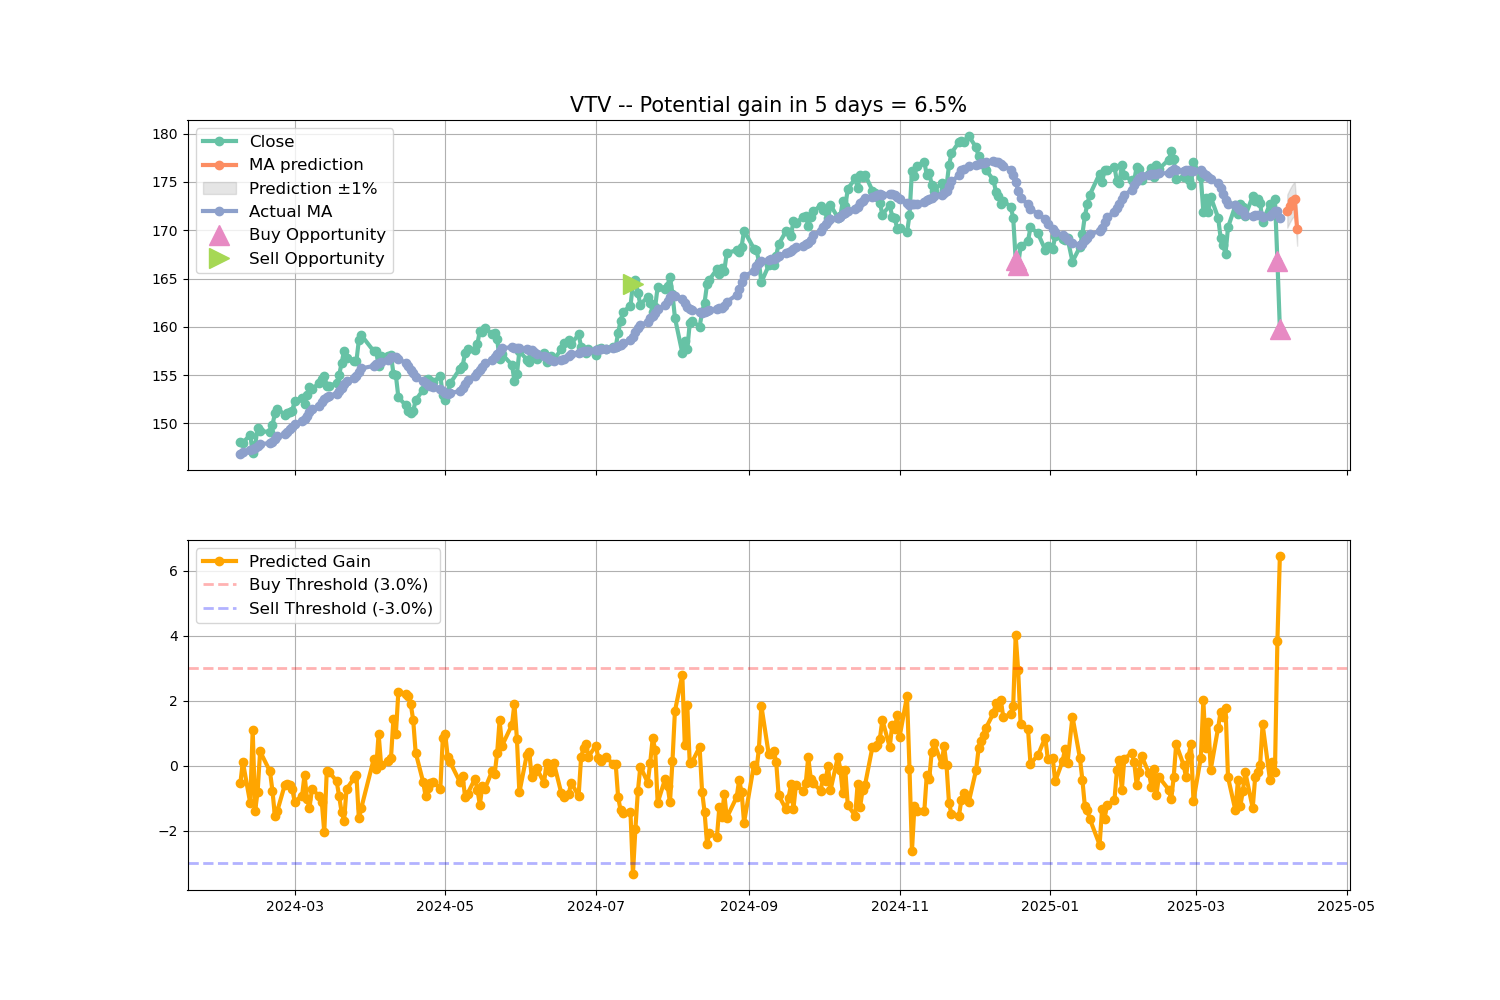 VTV -- Potential gain in 5 days = 6.5%
180
175
170
165
160
155
150
Close
MA prediction
Prediction ±1%
Actual MA
Buy Opportunity
Sell Opportunity
6
4
2
0
−2
Predicted Gain
Buy Threshold (3.0%)
Sell Threshold (-3.0%)
2024-03
2024-05
2024-07
2024-09
2024-11
2025-01
2025-03
2025-05